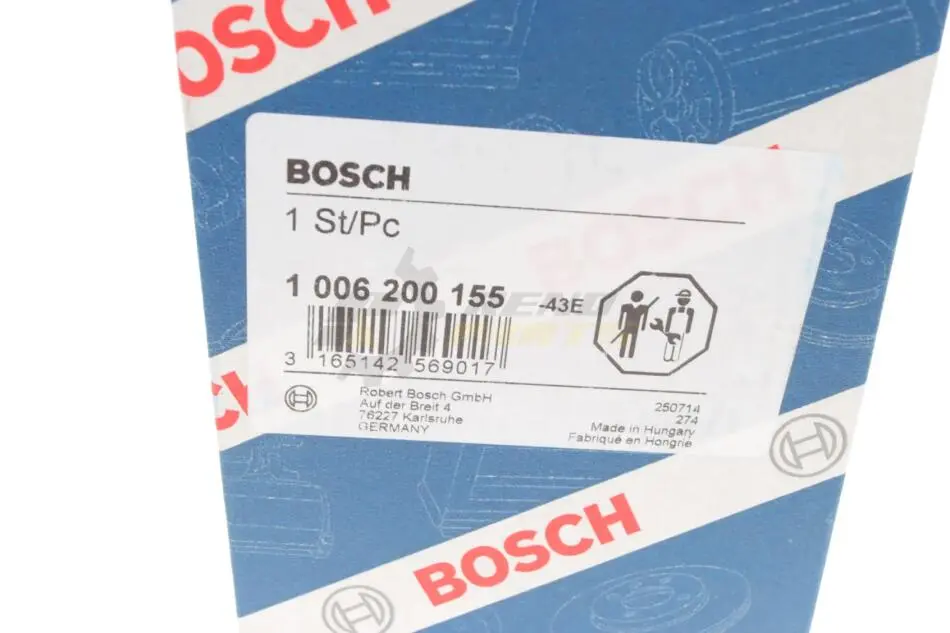 BOSCH
BOSCH
1 St/Pc
BOSCH
1 006 200 155 -43E
3 165142 569017
Robert Bosch GmbH
Auf der Breit 4
76227 Karlsruhe
GERMANY
250714
274
Made in Hungary
Fabriqué en Hongrie
BOSCH